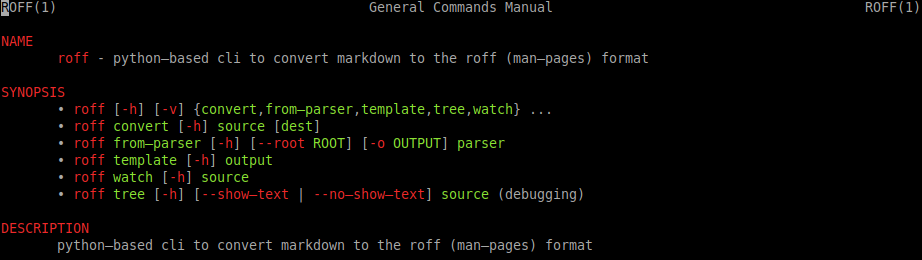 ROFF(1) General Commands Manual ROFF(1)
NAME
roff - python‐based cli to convert markdown to the roff (man‐pages) format
SYNOPSIS
• roff [-h] [-v] {convert,from‐parser,template,tree,watch} ...
• roff convert [-h] source [dest]
• roff from‐parser [-h] [--root ROOT] [-o OUTPUT] parser
• roff template [-h] output
• roff watch [-h] source
• roff tree [-h] [--show‐text | --no‐show‐text] source (debugging)
DESCRIPTION
python‐based cli to convert markdown to the roff (man‐pages) format